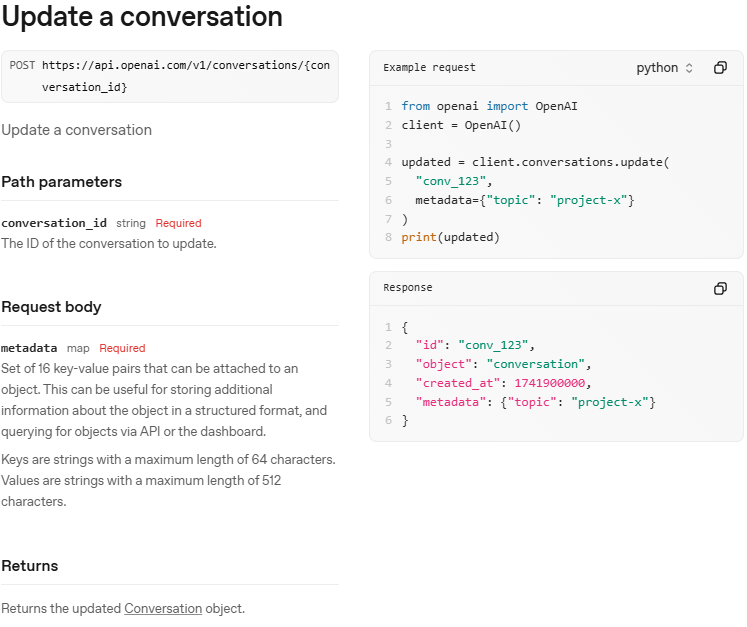 Update a conversation
POST https://api.openai.com/v1/conversations/{con
versation_id}
Update a conversation
Path parameters
conversation_id string Required
The ID of the conversation to update.
Request body
metadata map Required
Set of 16 key-value pairs that can be attached to an
object. This can be useful for storing additional
information about the object in a structured format, and
querying for objects via API or the dashboard.
Keys are strings with a maximum length of 64 characters.
Values are strings with a maximum length of 512
characters.
Returns
Returns the updated Conversation object.
Example request python
1 from openai import OpenAI
2 client = OpenAI()
3
4 updated = client.conversations.update(
5   "conv_123",
6   metadata={"topic": "project-x"}
7 )
8 print(updated)
Response
1 {
2   "id": "conv_123",
3   "object": "conversation",
4   "created_at": 1741900000,
5   "metadata": {"topic": "project-x"}
6 }